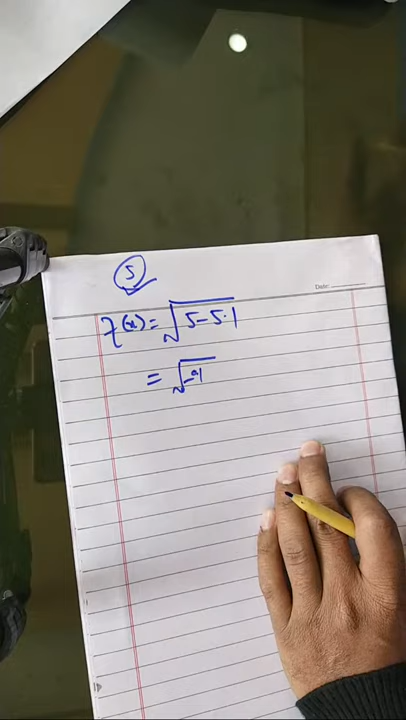 5
Date:
f(x) = √5-5.1
= √-.1